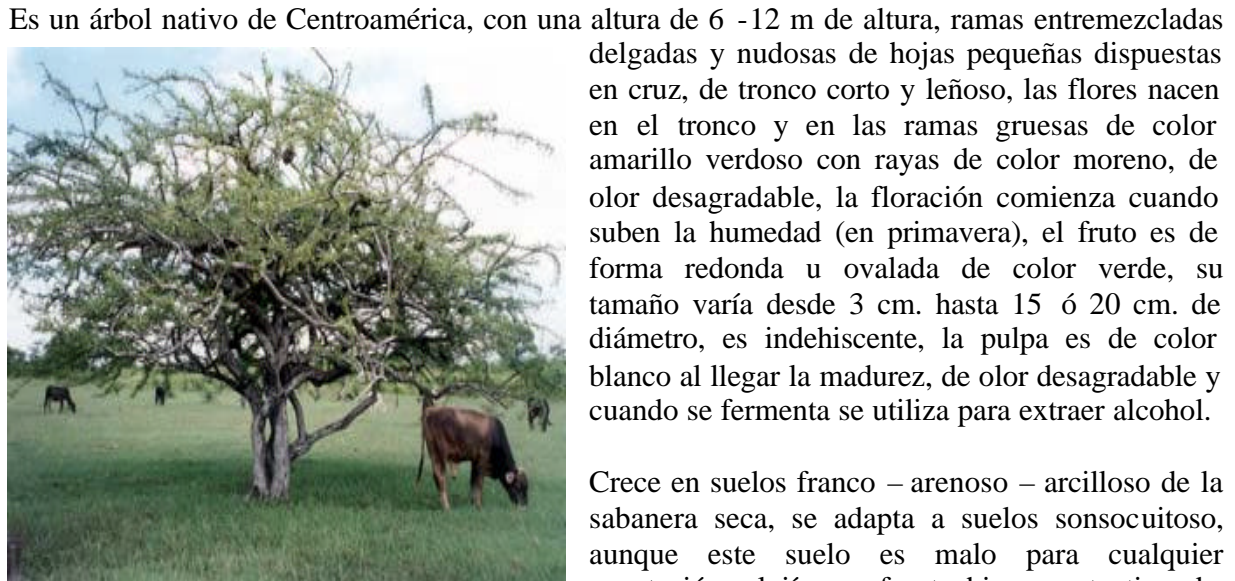 Es un árbol nativo de Centroamérica, con una altura de 6 -12 m de altura, ramas entremezcladas
delgadas y nudosas de hojas pequeñas dispuestas
en cruz, de tronco corto y leñoso, las flores nacen
en el tronco y en las ramas gruesas de color
amarillo verdoso con rayas de color moreno, de
olor desagradable, la floración comienza cuando
suben la humedad (en primavera), el fruto es de
forma redonda u ovalada de color verde, su
tamaño varía desde 3 cm. hasta 15 ó 20 cm. de
diámetro, es indehiscente, la pulpa es de color
blanco al llegar la madurez, de olor desagradable y
cuando se fermenta se utiliza para extraer alcohol.
Crece en suelos franco – arenoso – arcilloso de la
sabanera seca, se adapta a suelos sonsocuitoso,
aunque este suelo es malo para cualquier